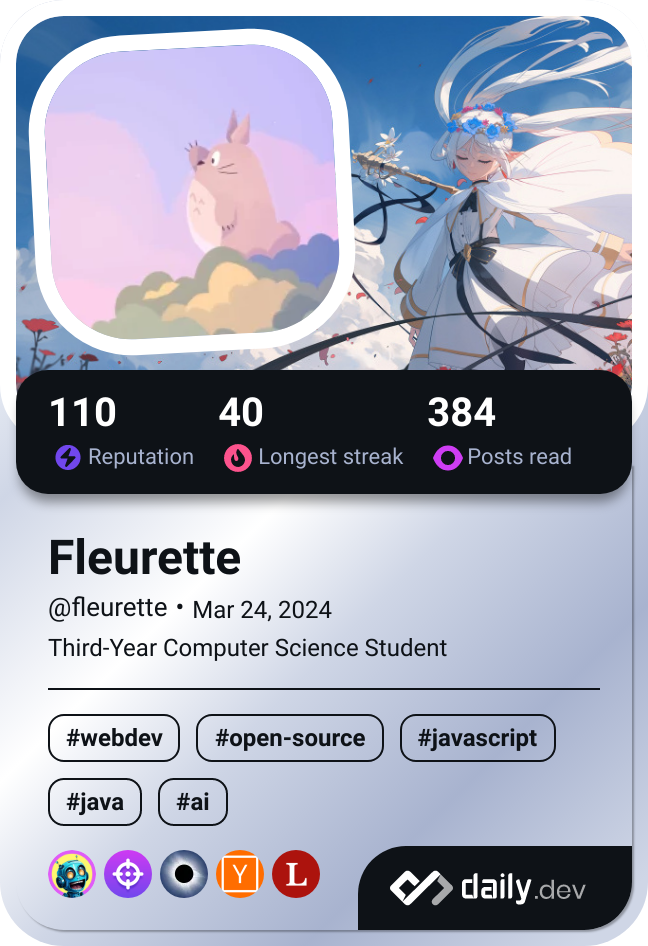 110 40 384
Reputation Longest streak Posts read
Fleurette
@fleurette • Mar 24, 2024
Third-Year Computer Science Student
#webdev #open-source #javascript
#java #ai
Y L
daily.dev